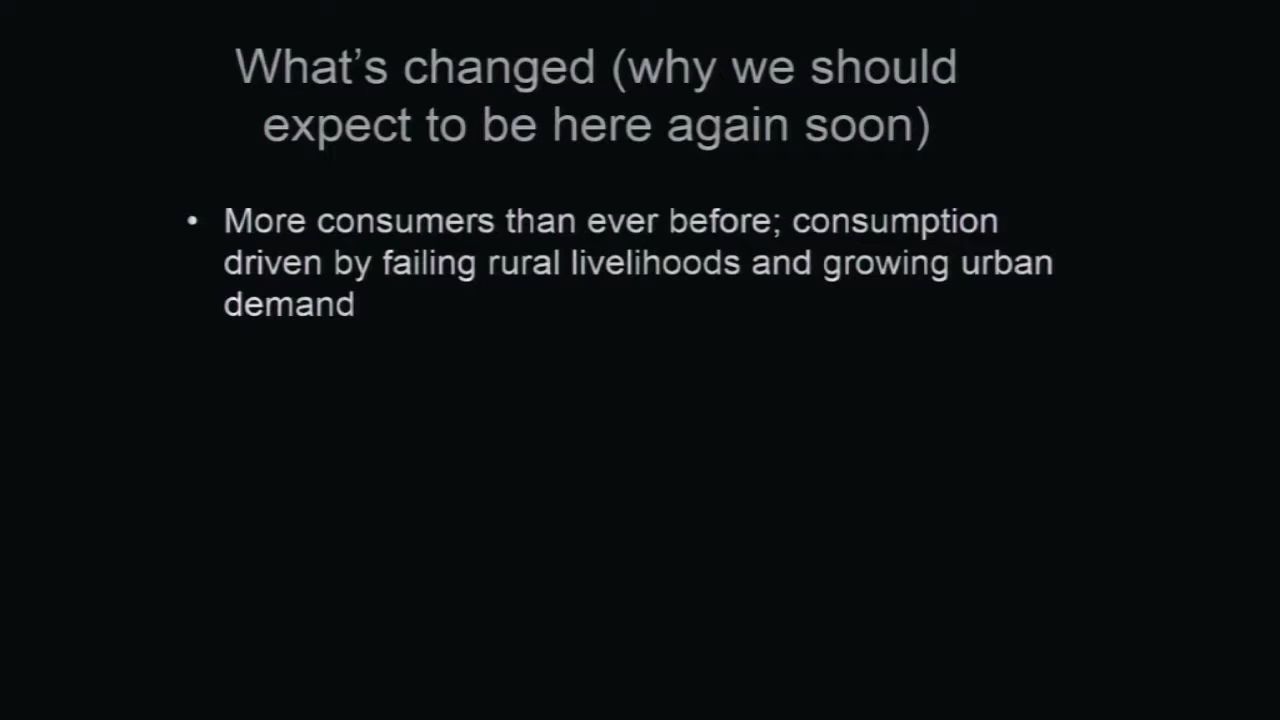 What’s changed (why we should
expect to be here again soon)
• More consumers than ever before; consumption
driven by failing rural livelihoods and growing urban
demand